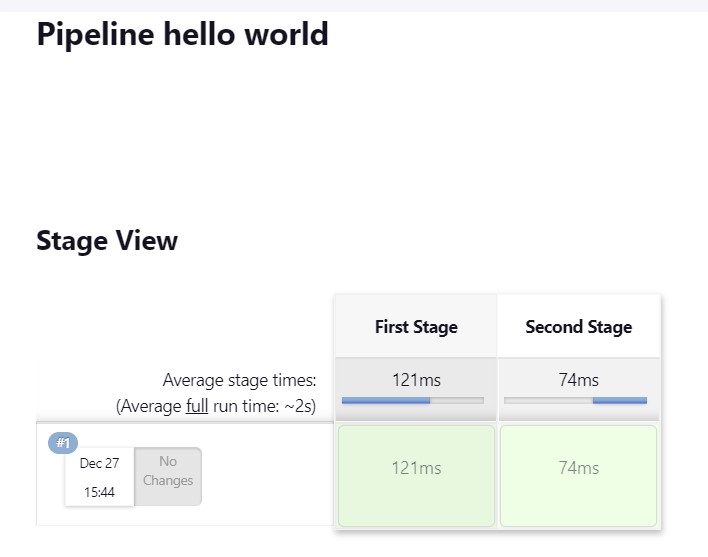 Pipeline hello world
Stage View
First Stage
Second Stage
Average stage times:
(Average full run time: ~2s)
121ms
74ms
#1
Dec 27
15:44
No
Changes
121ms
74ms